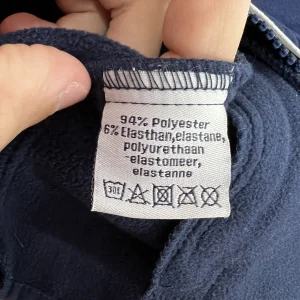 94% Polyester
6% Elasthan,elastane,
polyurethaan
-elastomeer,
elastanne
30